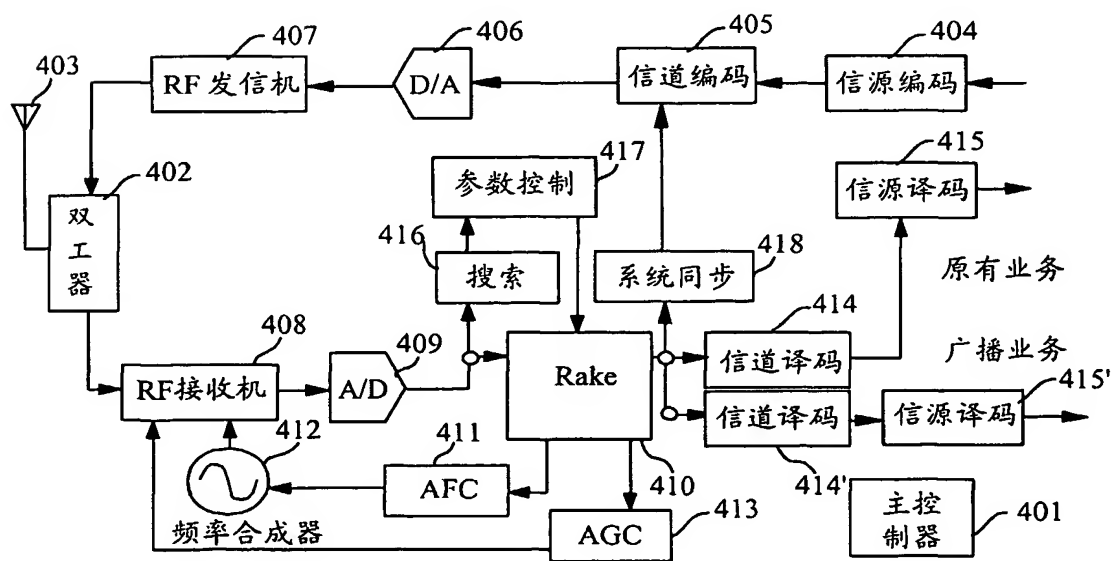 407
406
405
404
403
RF发信机
D/A
信道编码
信源编码
402
417
415
双
工
器
参数控制
信源译码
416
418
搜索
系统同步
原有业务
408
409
414
广播业务
RF接收机
A/D
Rake
信道译码
415'
信道译码
信源译码
412
411
AFC
410
414'
频率合成器
AGC
413
主控
制器
401